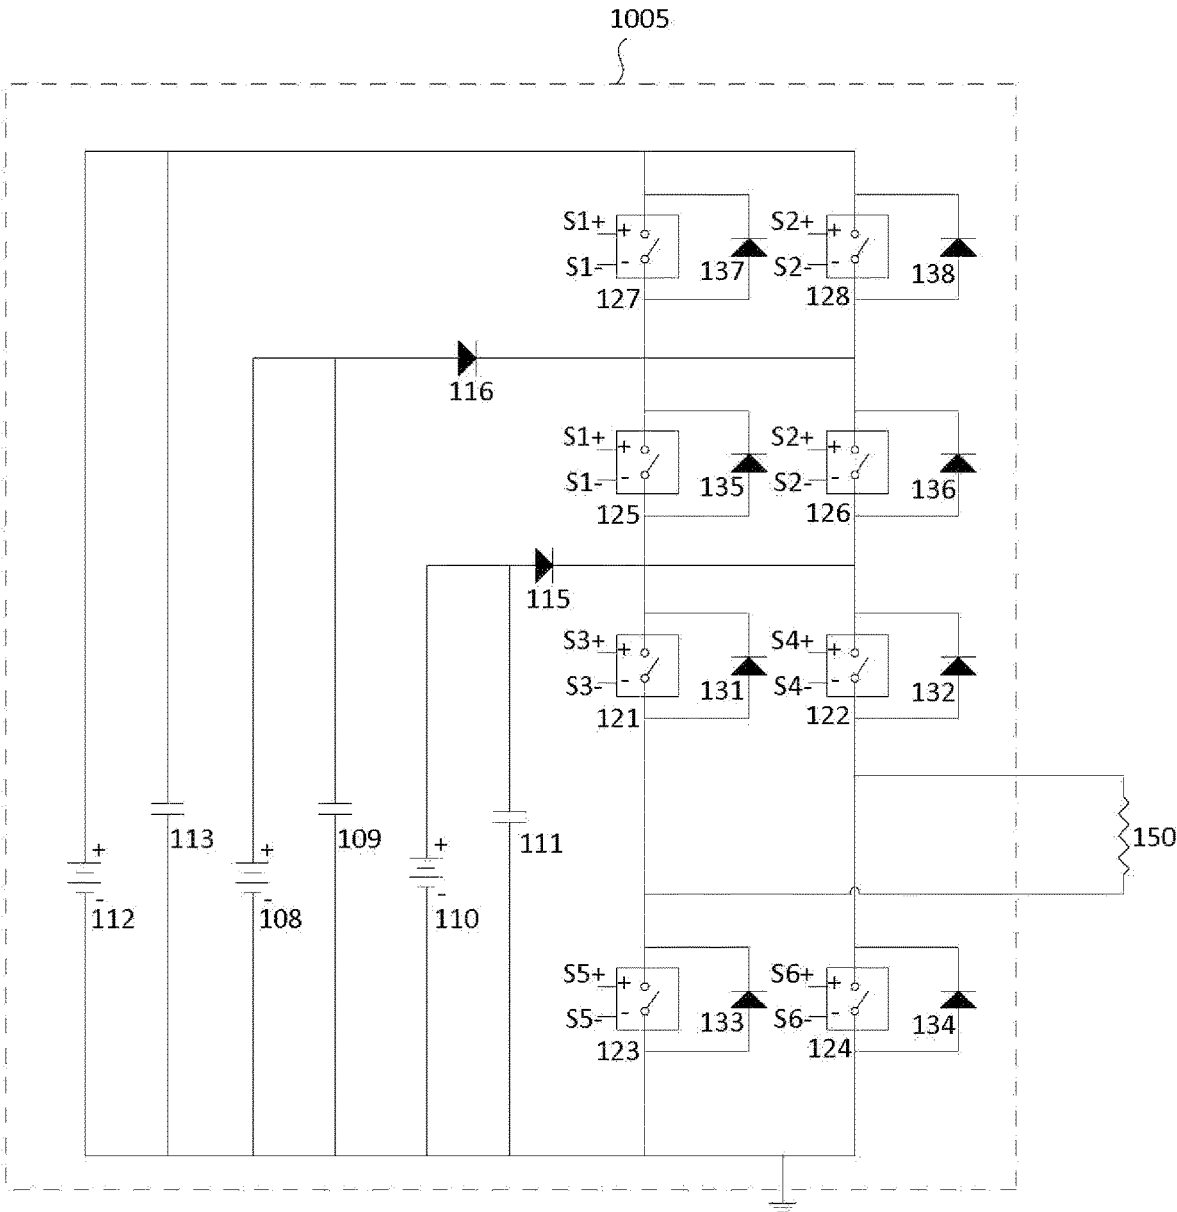 1005
S1+ + S2+ +
S1- - 137 S2- - 138
127 128
116
S1+ + S2+ +
S1- - 135 S2- - 136
125 126
115
S3+ + S4+ +
S3- - 131 S4- - 132
121 122
113 109 111 150
+ + +
- - -
112 108 110
S5+ + S6+ +
S5- - 133 S6- - 134
123 124